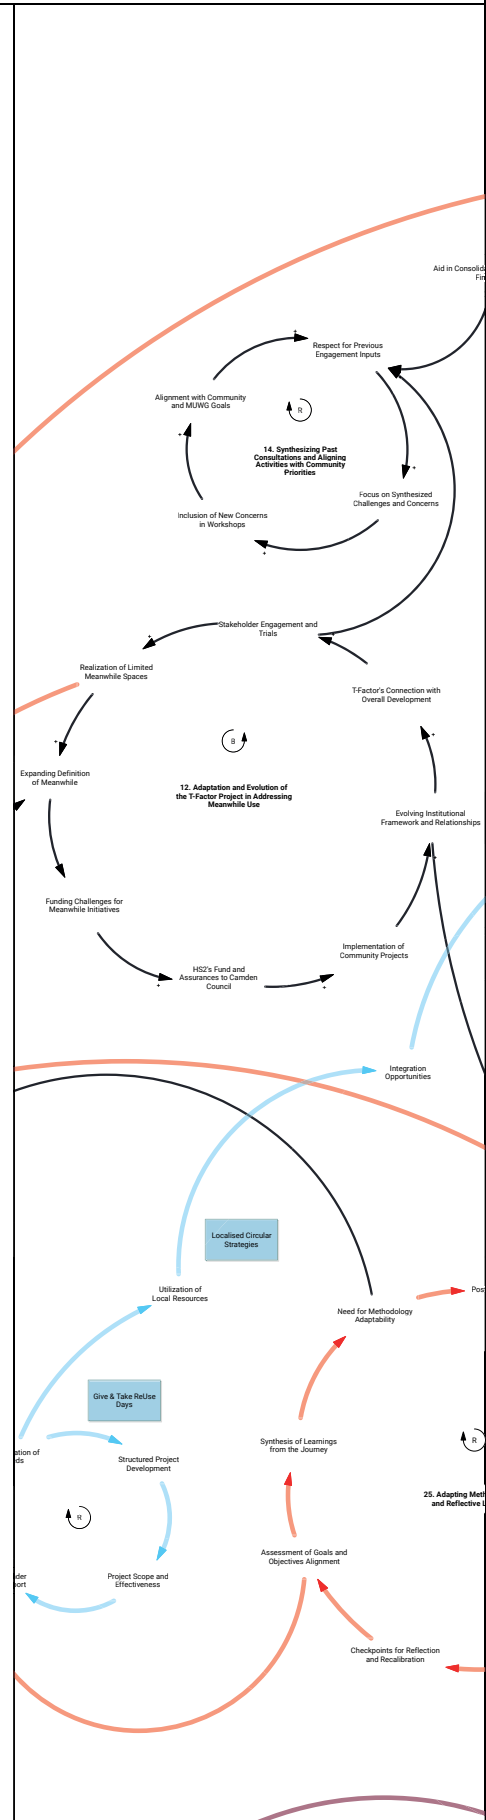 Aid in Consolida
Fin
Respect for Previous
Engagement Inputs
+
Alignment with Community
and MUWG Goals
R
14. Synthesizing Past
Consultations and Aligning
Activities with Community
Priorities
+
+
Focus on Synthesized
Challenges and Concerns
Inclusion of New Concerns
in Workshops
+
Stakeholder Engagement and
Trials
+
Realization of Limited
Meanwhile Spaces
T-Factor's Connection with
Overall Development
+
B
+
Expanding Definition
of Meanwhile
12. Adaptation and Evolution of
the T-Factor Project in Addressing
Meanwhile Use
Evolving Institutional
Framework and Relationships
+
Funding Challenges for
Meanwhile Initiatives
Implementation of
Community Projects
HS2's Fund and
Assurances to Camden
Council
+
+
Integration
Opportunities
Localised Circular
Strategies
Utilization of
Local Resources
Pos
Need for Methodology
Adaptability
Give & Take ReUse
Days
ation of
ds
Structured Project
Development
Synthesis of Learnings
from the Journey
R
25. Adapting Meth
and Reflective L
R
Assessment of Goals and
Objectives Alignment
der
ort
Project Scope and
Effectiveness
Checkpoints for Reflection
and Recalibration